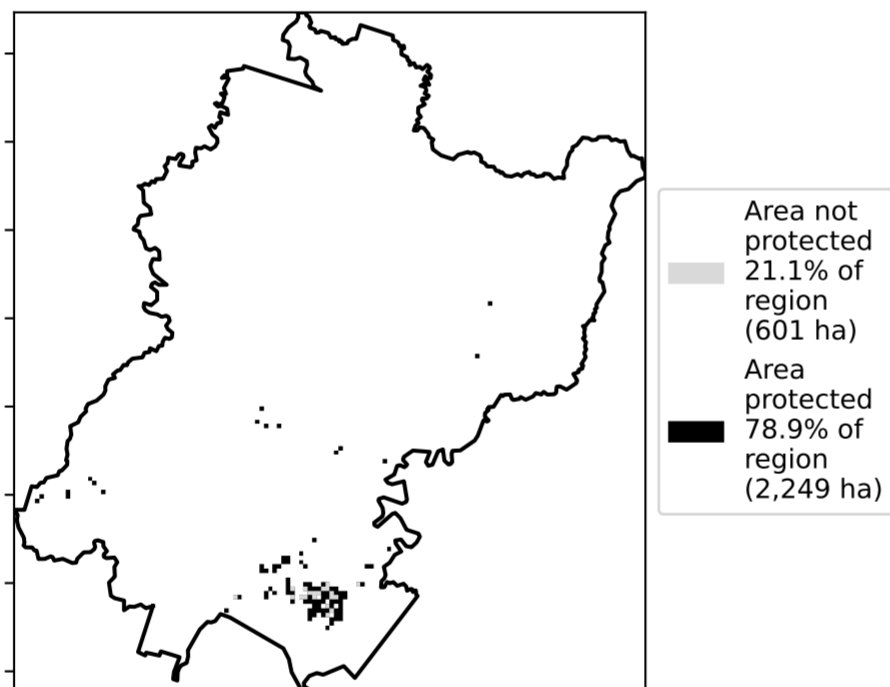 Area not
protected
21.1% of
region
(601 ha)
Area
protected
78.9% of
region
(2,249 ha)